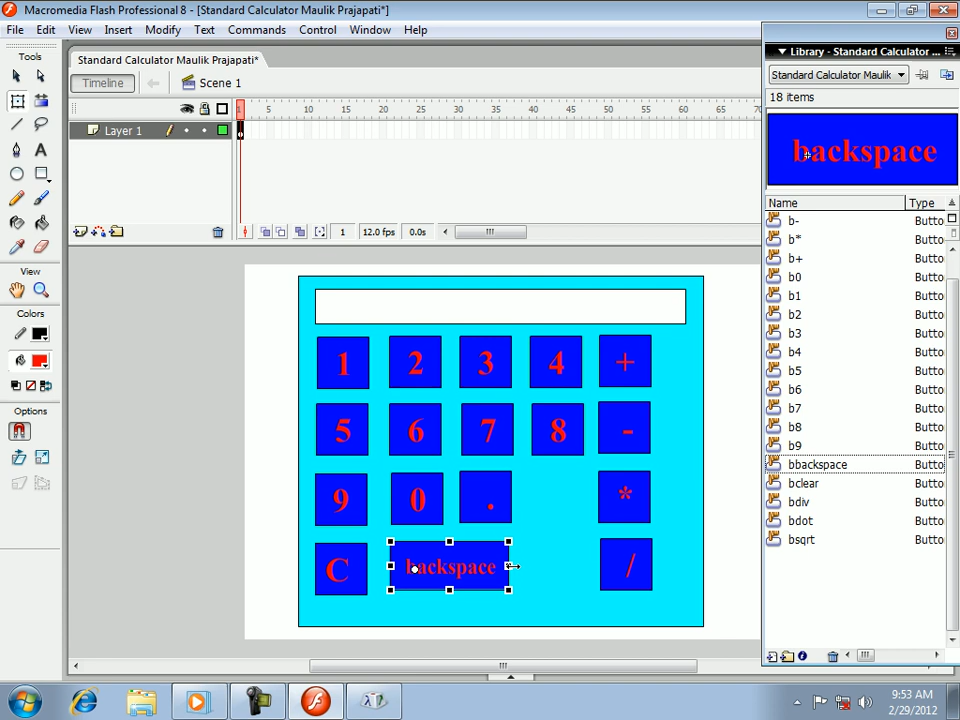 Macromedia Flash Professional 8 - [Standard Calculator Maulik Prajapati*]
File Edit View Insert Modify Text Commands Control Window Help
Tools
View
Colors
Options
Standard Calculator Maulik Prajapati*
Timeline Scene 1
1 5 10 15 20 25 30 35 40 45 50 55 60 65
Layer 1
1 12.0 fps 0.0s
1 2 3 4 +
5 6 7 8 -
9 0 . *
C backspace /
Library - Standard Calculator ...
Standard Calculator Maulik
18 items
backspace
Name Type
b- Butto
b* Butto
b+ Butto
b0 Butto
b1 Butto
b2 Butto
b3 Butto
b4 Butto
b5 Butto
b6 Butto
b7 Butto
b8 Butto
b9 Butto
bbackspace Butto
bclear Butto
bdiv Butto
bdot Butto
bsqrt Butto
9:53 AM
2/29/2012